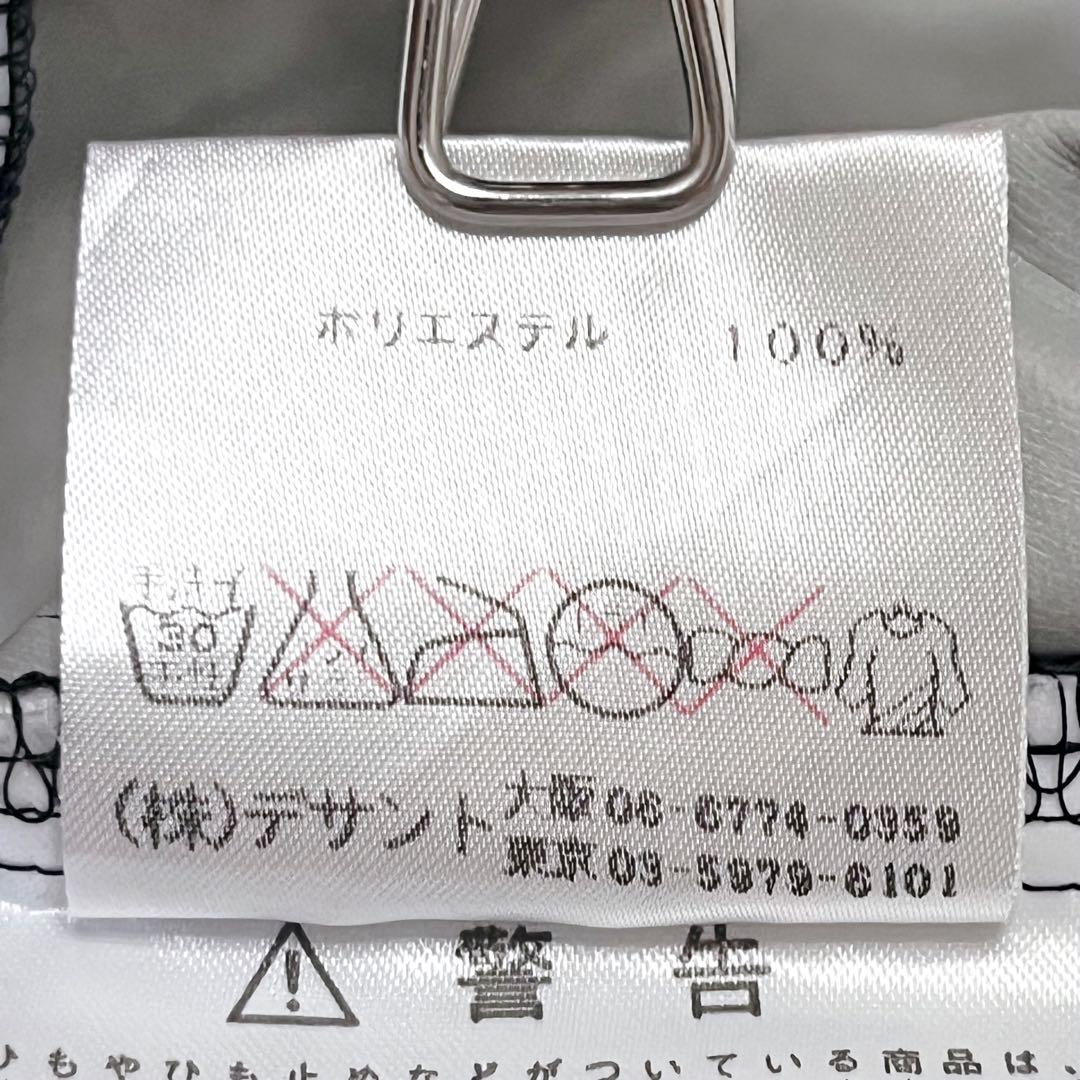 ポリエステル 100%
手洗イ
30
中性
(株)デサント
大阪06-6774-0959
東京03-5979-6101
警告
ひもやひも止めなどがついている商品は、